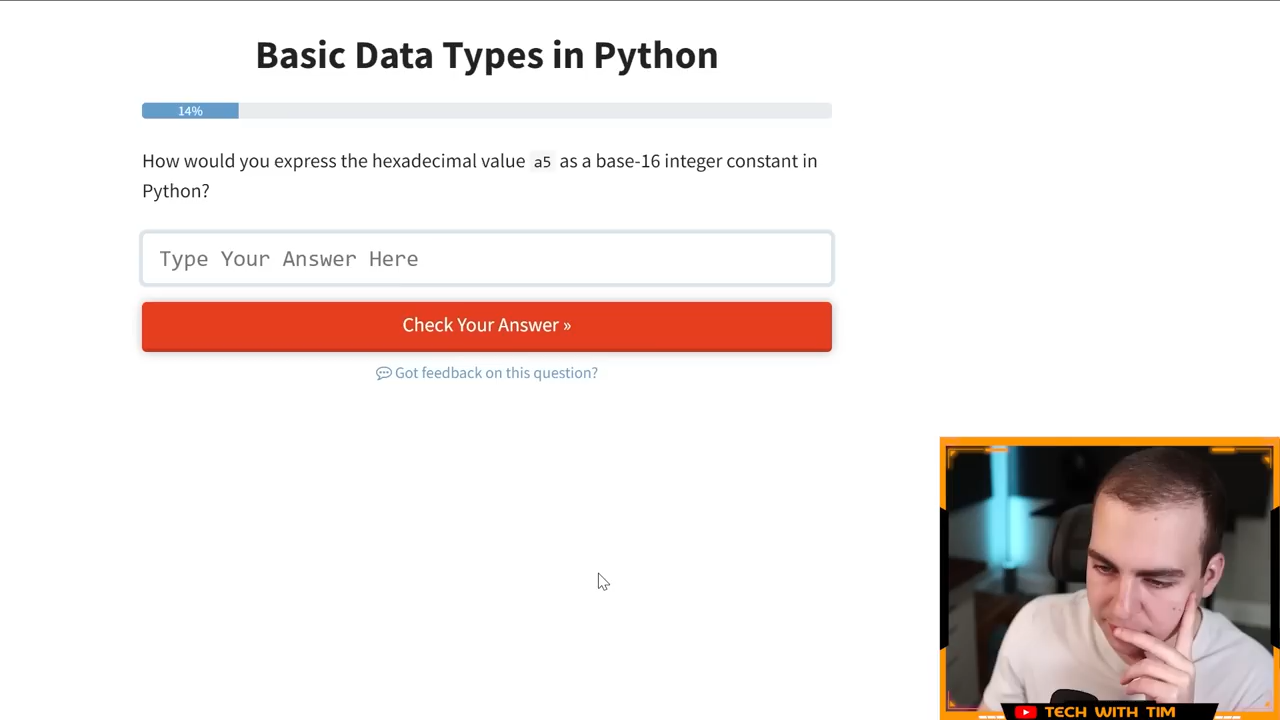 Basic Data Types in Python
14%
How would you express the hexadecimal value a5 as a base-16 integer constant in
Python?
Type Your Answer Here
Check Your Answer »
Got feedback on this question?
TECH WITH TIM